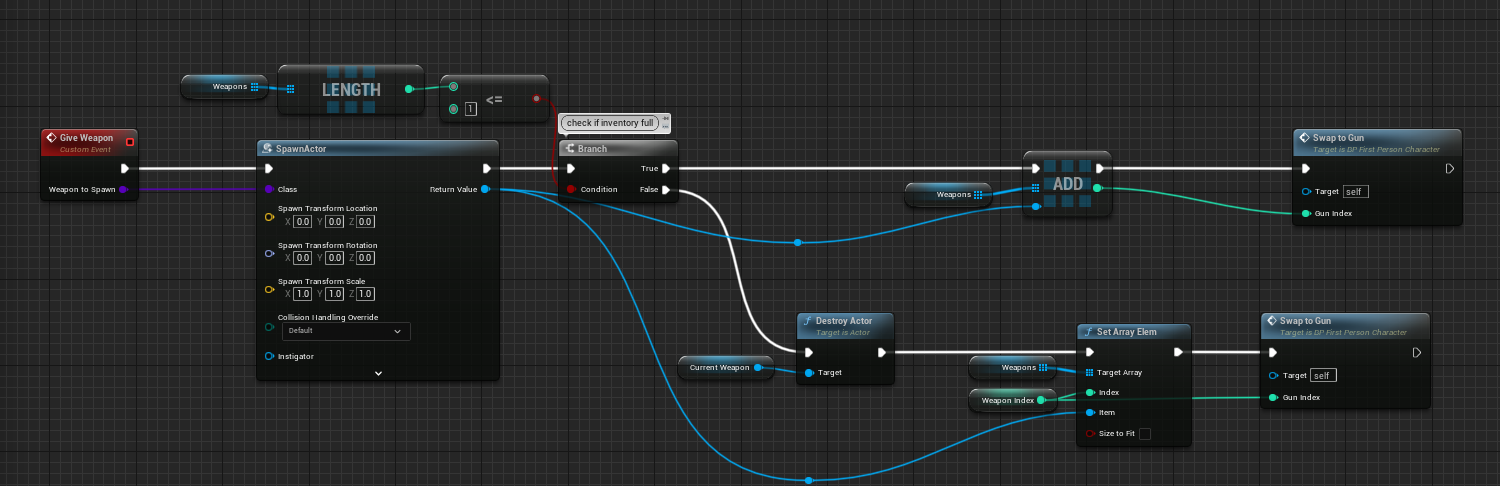 Weapons
LENGTH
1
<=
check if inventory full
Give Weapon
Custom Event
Weapon to Spawn
SpawnActor
Class
Return Value
Spawn Transform Location
X 0.0 Y 0.0 Z 0.0
Spawn Transform Rotation
X 0.0 Y 0.0 Z 0.0
Spawn Transform Scale
X 1.0 Y 1.0 Z 1.0
Collision Handling Override
Default
Instigator
Branch
True
Condition
False
Weapons
ADD
Swap to Gun
Target is DP First Person Character
Target self
Gun Index
Current Weapon
Destroy Actor
Target is Actor
Target
Weapons
Weapon Index
Set Array Elem
Target Array
Index
Item
Size to Fit
Swap to Gun
Target is DP First Person Character
Target self
Gun Index